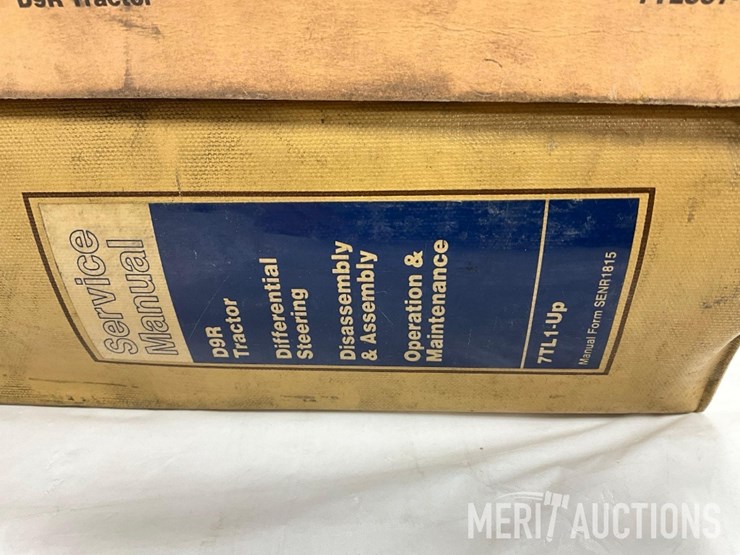 D9R Tractor
Service
Manual
D9R
Tractor
Differential
Steering
Disassembly
& Assembly
Operation &
Maintenance
7TL1-Up
Manual Form SENR1815
MERIT AUCTIONS